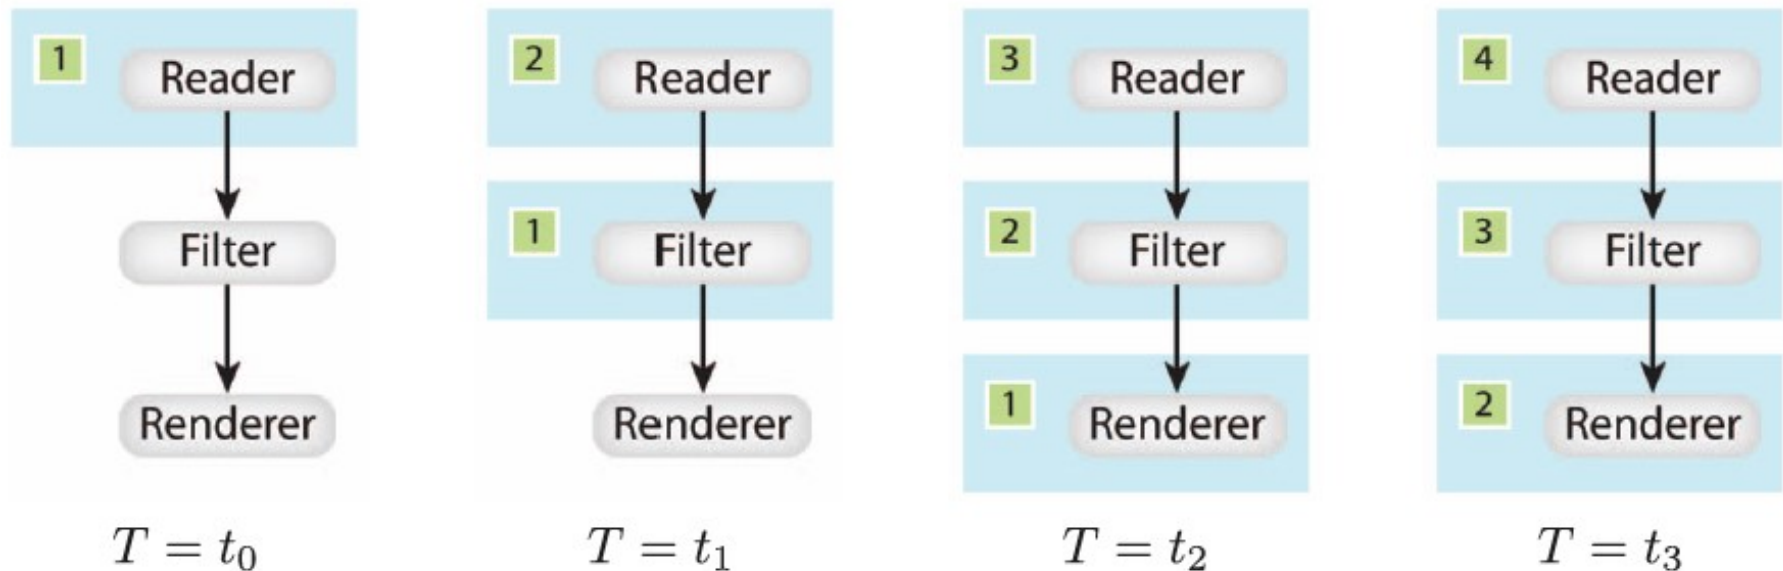 1 Reader
Filter
Renderer
T = t₀
2 Reader
1 Filter
Renderer
T = t₁
3 Reader
2 Filter
1 Renderer
T = t₂
4 Reader
3 Filter
2 Renderer
T = t₃